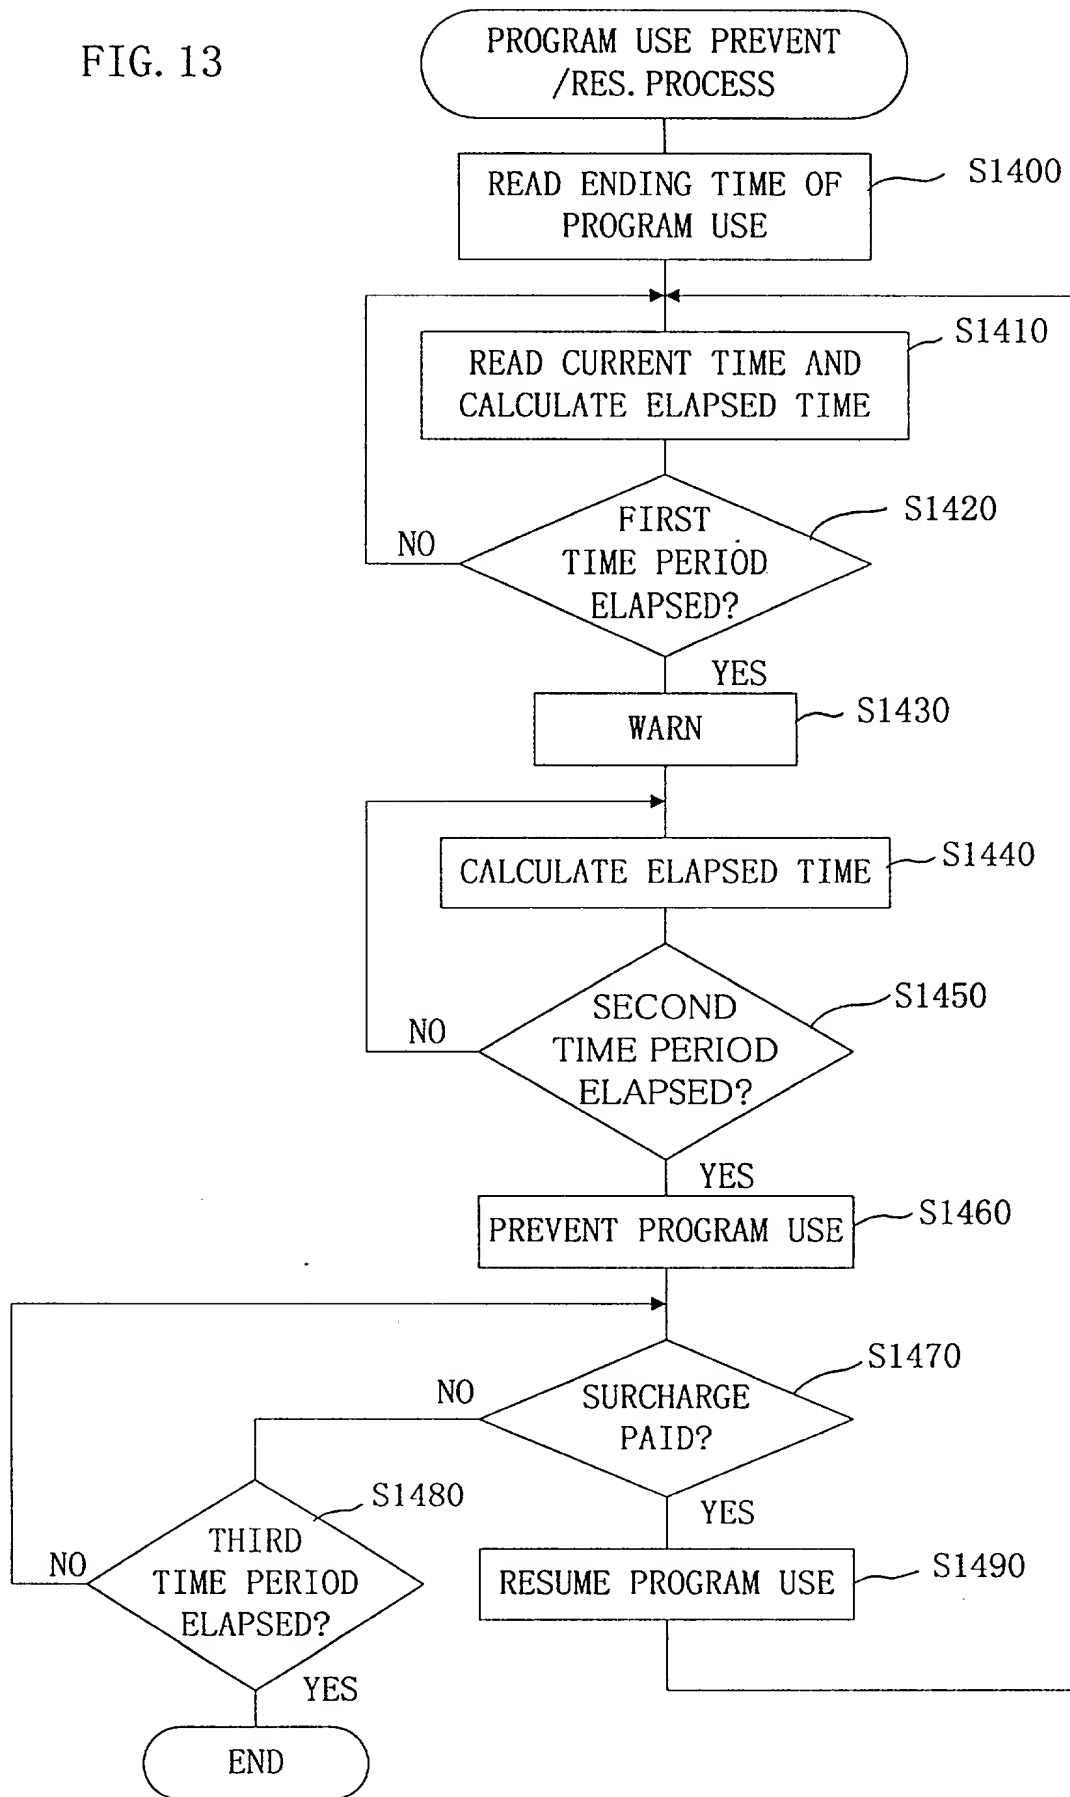 FIG. 13
PROGRAM USE PREVENT
/RES. PROCESS
READ ENDING TIME OF
PROGRAM USE
S1400
READ CURRENT TIME AND
CALCULATE ELAPSED TIME
S1410
FIRST
TIME PERIOD
ELAPSED?
S1420
NO
YES
WARN
S1430
CALCULATE ELAPSED TIME
S1440
SECOND
TIME PERIOD
ELAPSED?
S1450
NO
YES
PREVENT PROGRAM USE
S1460
SURCHARGE
PAID?
S1470
NO
YES
THIRD
TIME PERIOD
ELAPSED?
S1480
NO
YES
RESUME PROGRAM USE
S1490
END